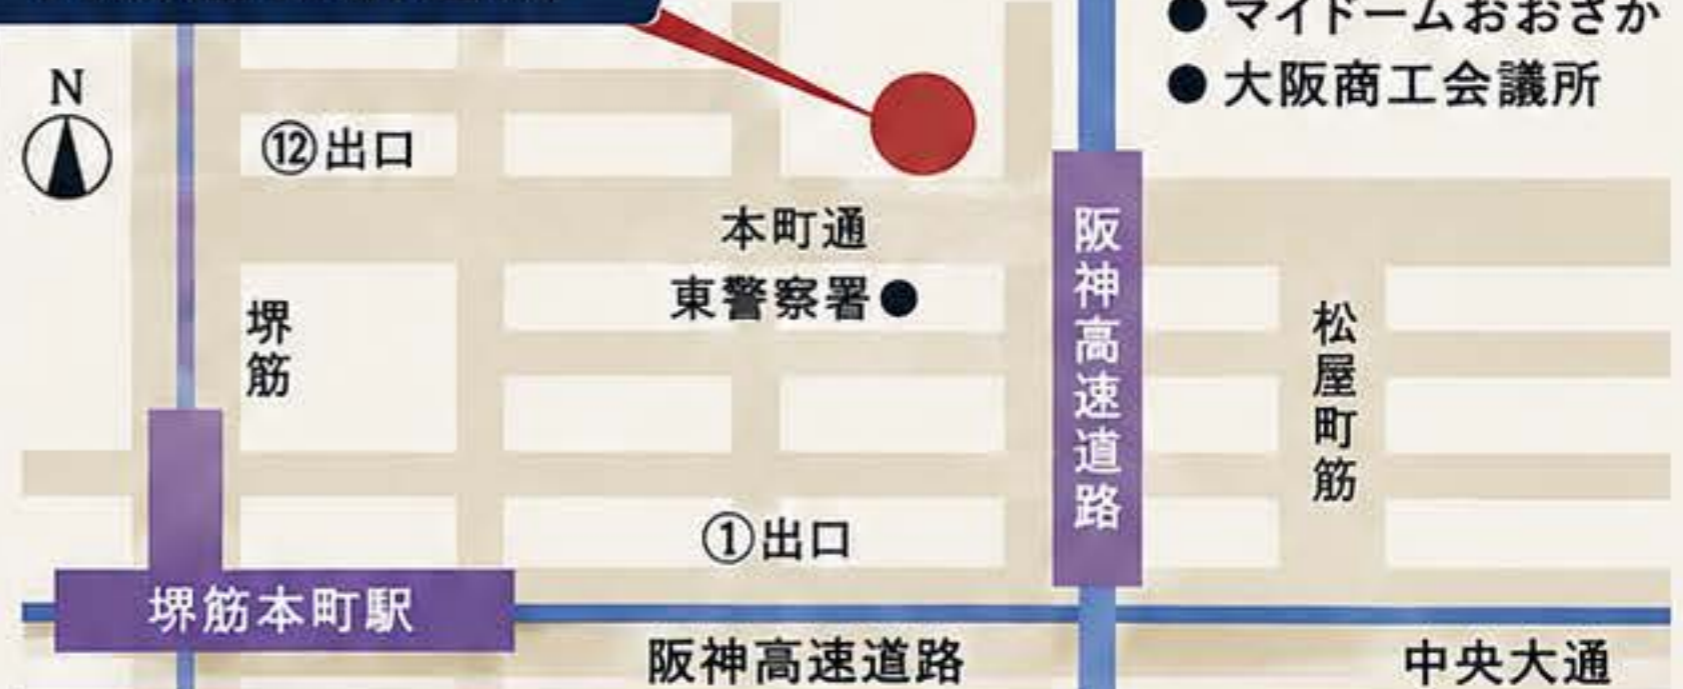 マイドームおおさか
大阪商工会議所
N
⑫出口
本町通
東警察署
堺筋
阪神高速道路
松屋町筋
①出口
堺筋本町駅
阪神高速道路
中央大通